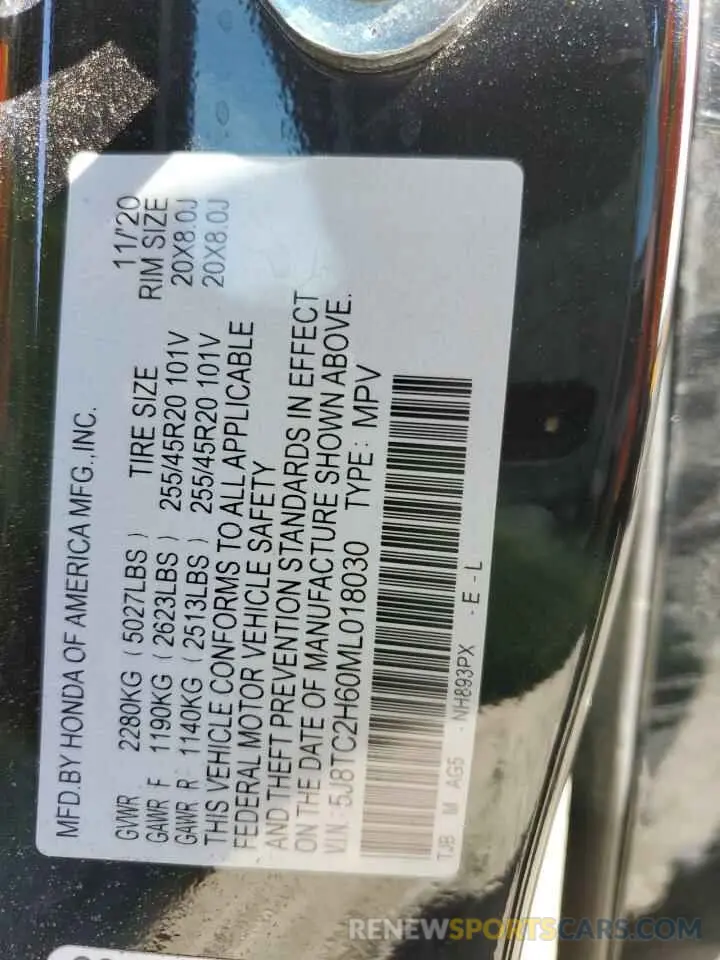 MFD.BY HONDA OF AMERICA MFG.,INC. 11/'20
TIRE SIZE RIM SIZE
GVWR 2280KG (5027LBS)
GAWR F 1190KG (2623LBS) 255/45R20 101V 20X8.0J
GAWR R 1140KG (2513LBS) 255/45R20 101V 20X8.0J
THIS VEHICLE CONFORMS TO ALL APPLICABLE
FEDERAL MOTOR VEHICLE SAFETY
AND THEFT PREVENTION STANDARDS IN EFFECT
ON THE DATE OF MANUFACTURE SHOWN ABOVE.
V.I.N.: 5J8TC2H60ML018030 TYPE: MPV
TJB M AG5 -NH893PX -E-L
RENEWSPORTSCARS.COM